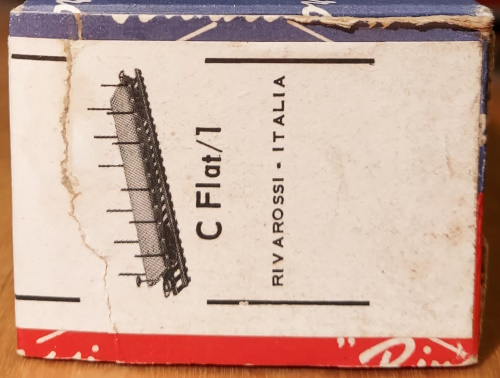 C Flat/1
RIVAROSSI - ITALIA